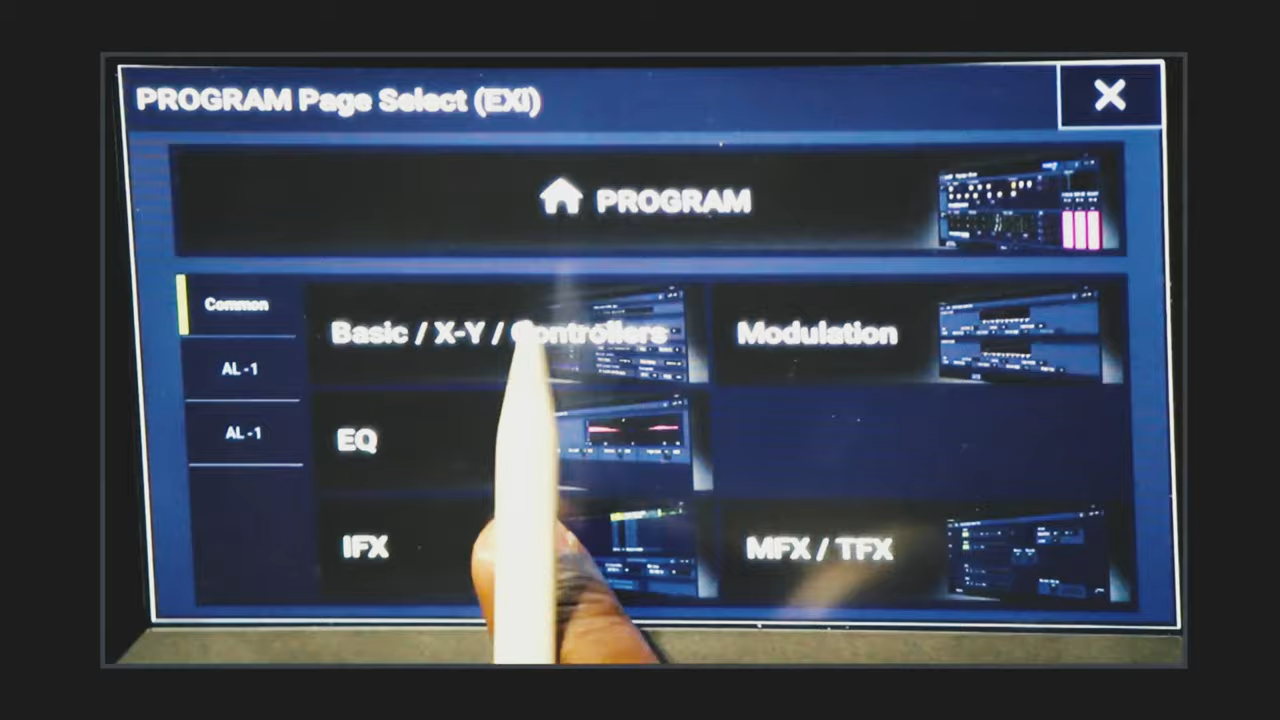 PROGRAM Page Select (EXi)
PROGRAM
Common
AL-1
AL-1
Basic / X-Y / Controllers
Modulation
EQ
IFX
MFX / TFX